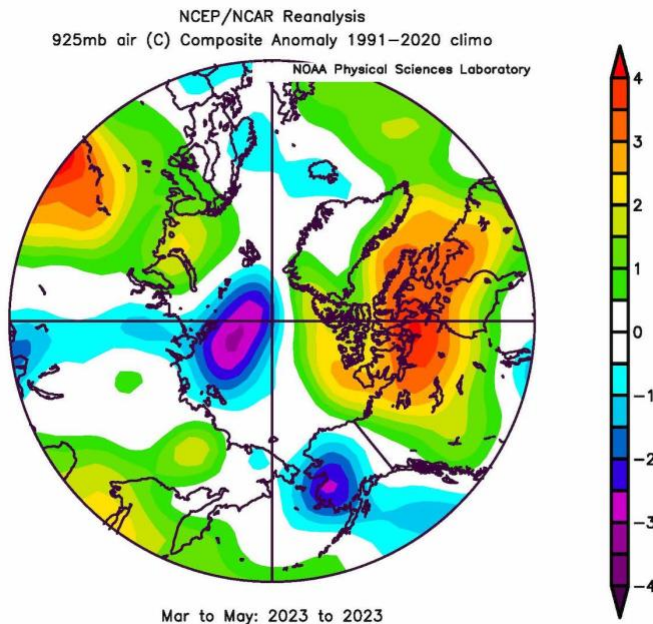 NCEP/NCAR Reanalysis
925mb air (C) Composite Anomaly 1991-2020 climo
NOAA Physical Sciences Laboratory
4
3
2
1
0
-1
-2
-3
-4
Mar to May: 2023 to 2023